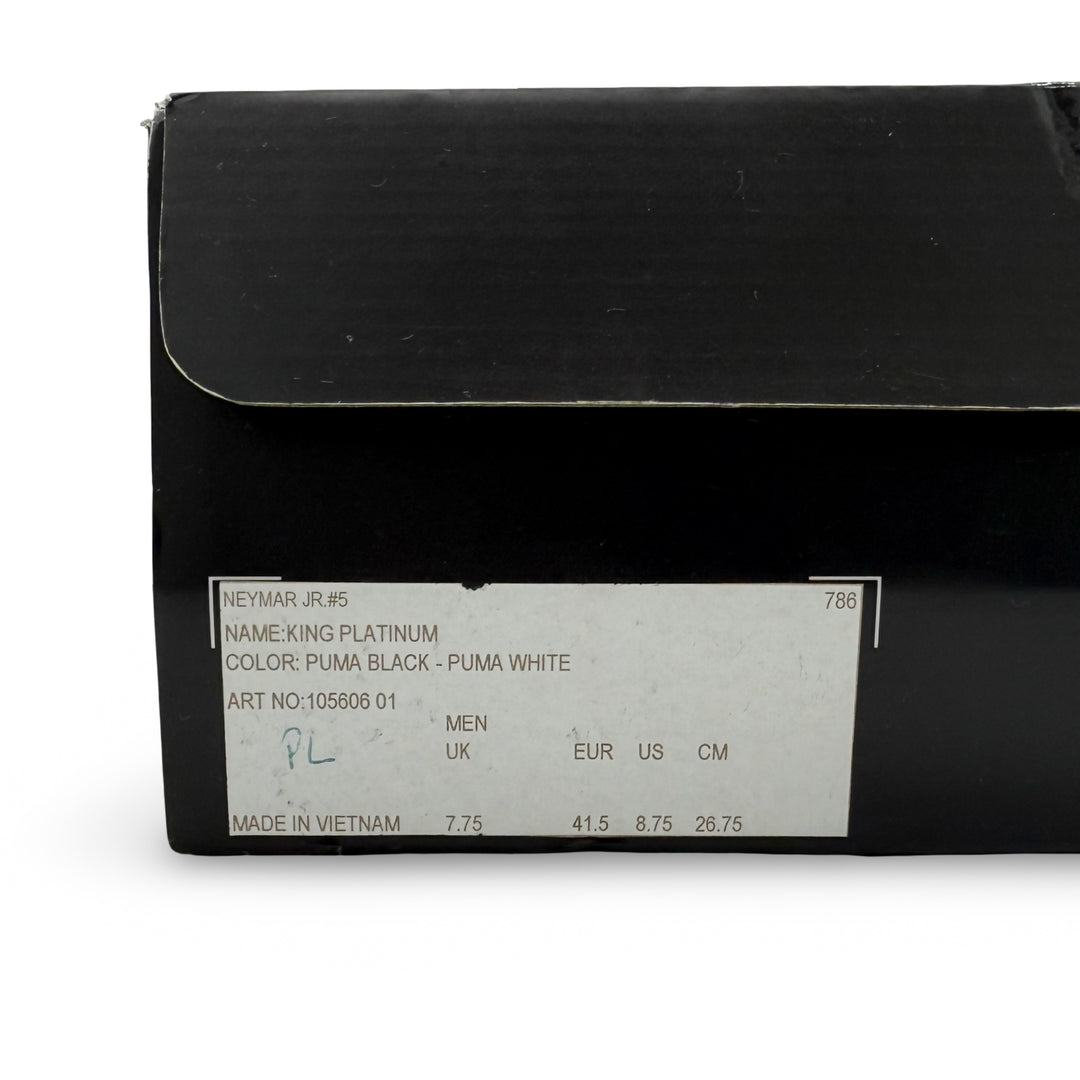 NEYMAR JR.#5 786
NAME:KING PLATINUM
COLOR: PUMA BLACK - PUMA WHITE
ART NO:105606 01
MEN
PL UK EUR US CM
MADE IN VIETNAM 7.75 41.5 8.75 26.75